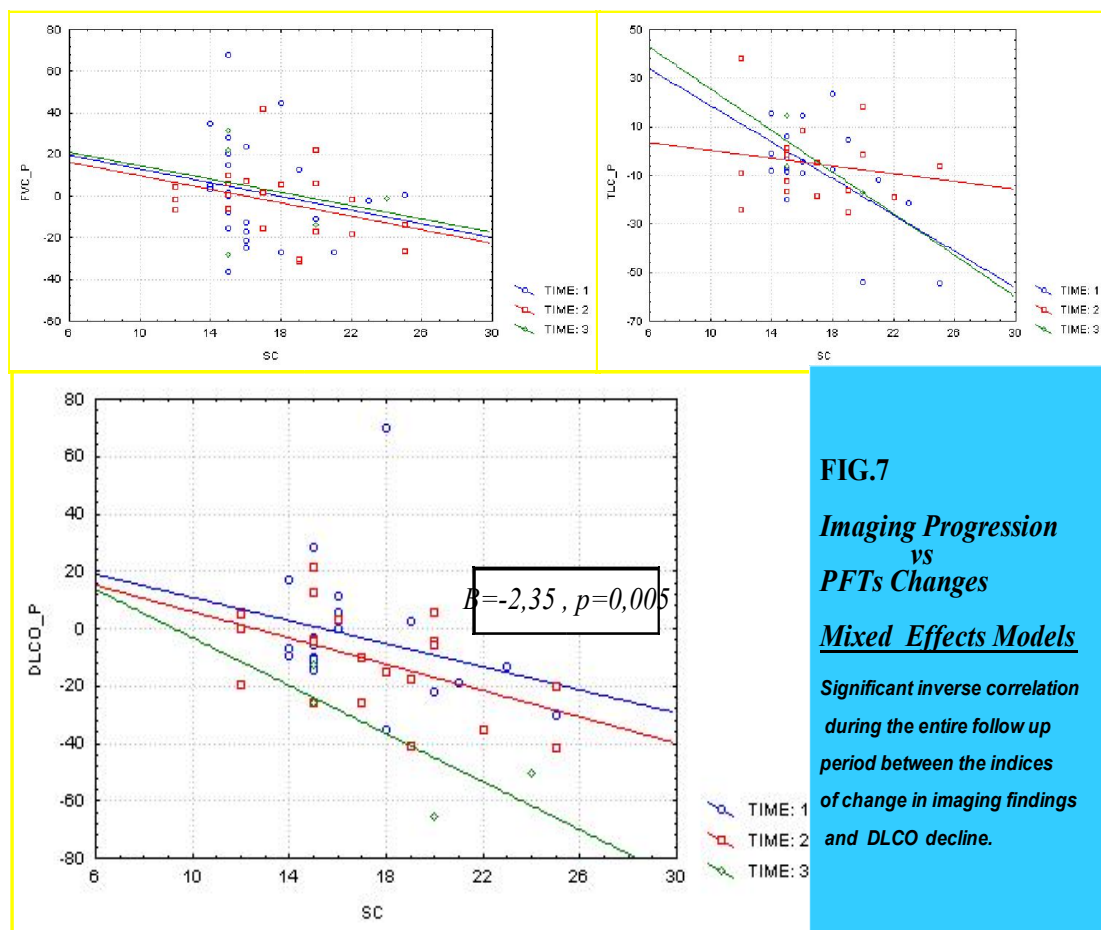 80
60
40
20
0
-20
-40
-60
FVC_P
6 10 14 18 22 26 30
SC
TIME: 1
TIME: 2
TIME: 3
50
30
10
-10
-30
-50
-70
TLC_P
6 10 14 18 22 26 30
SC
TIME: 1
TIME: 2
TIME: 3
80
60
40
20
0
-20
-40
-60
-80
DLCO_P
B=-2,35 , p=0,005
6 10 14 18 22 26 30
SC
TIME: 1
TIME: 2
TIME: 3
FIG.7
Imaging Progression
vs
PFTs Changes
Mixed Effects Models
Significant inverse correlation
during the entire follow up
period between the indices
of change in imaging findings
and DLCO decline.